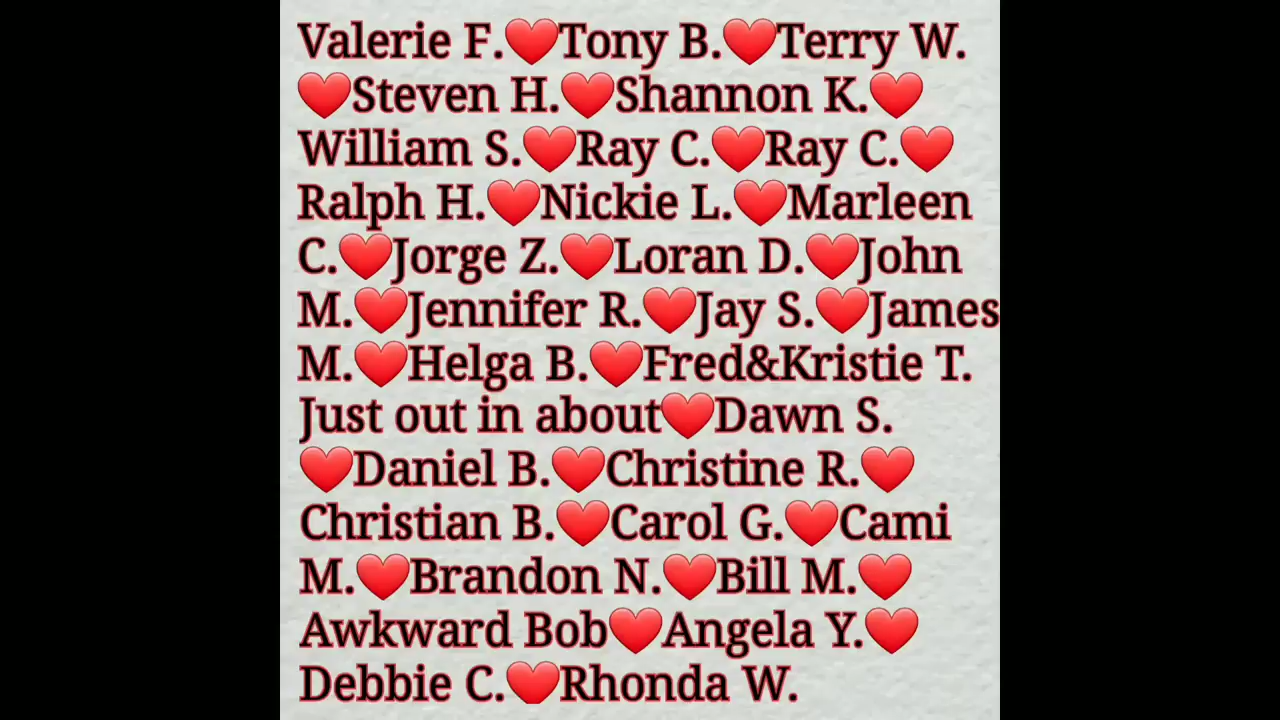 Valerie F.❤️Tony B.❤️Terry W.
❤️Steven H.❤️Shannon K.❤️
William S.❤️Ray C.❤️Ray C.❤️
Ralph H.❤️Nickie L.❤️Marleen
C.❤️Jorge Z.❤️Loran D.❤️John
M.❤️Jennifer R.❤️Jay S.❤️James
M.❤️Helga B.❤️Fred&Kristie T.
Just out in about❤️Dawn S.
❤️Daniel B.❤️Christine R.❤️
Christian B.❤️Carol G.❤️Cami
M.❤️Brandon N.❤️Bill M.❤️
Awkward Bob❤️Angela Y.❤️
Debbie C.❤️Rhonda W.